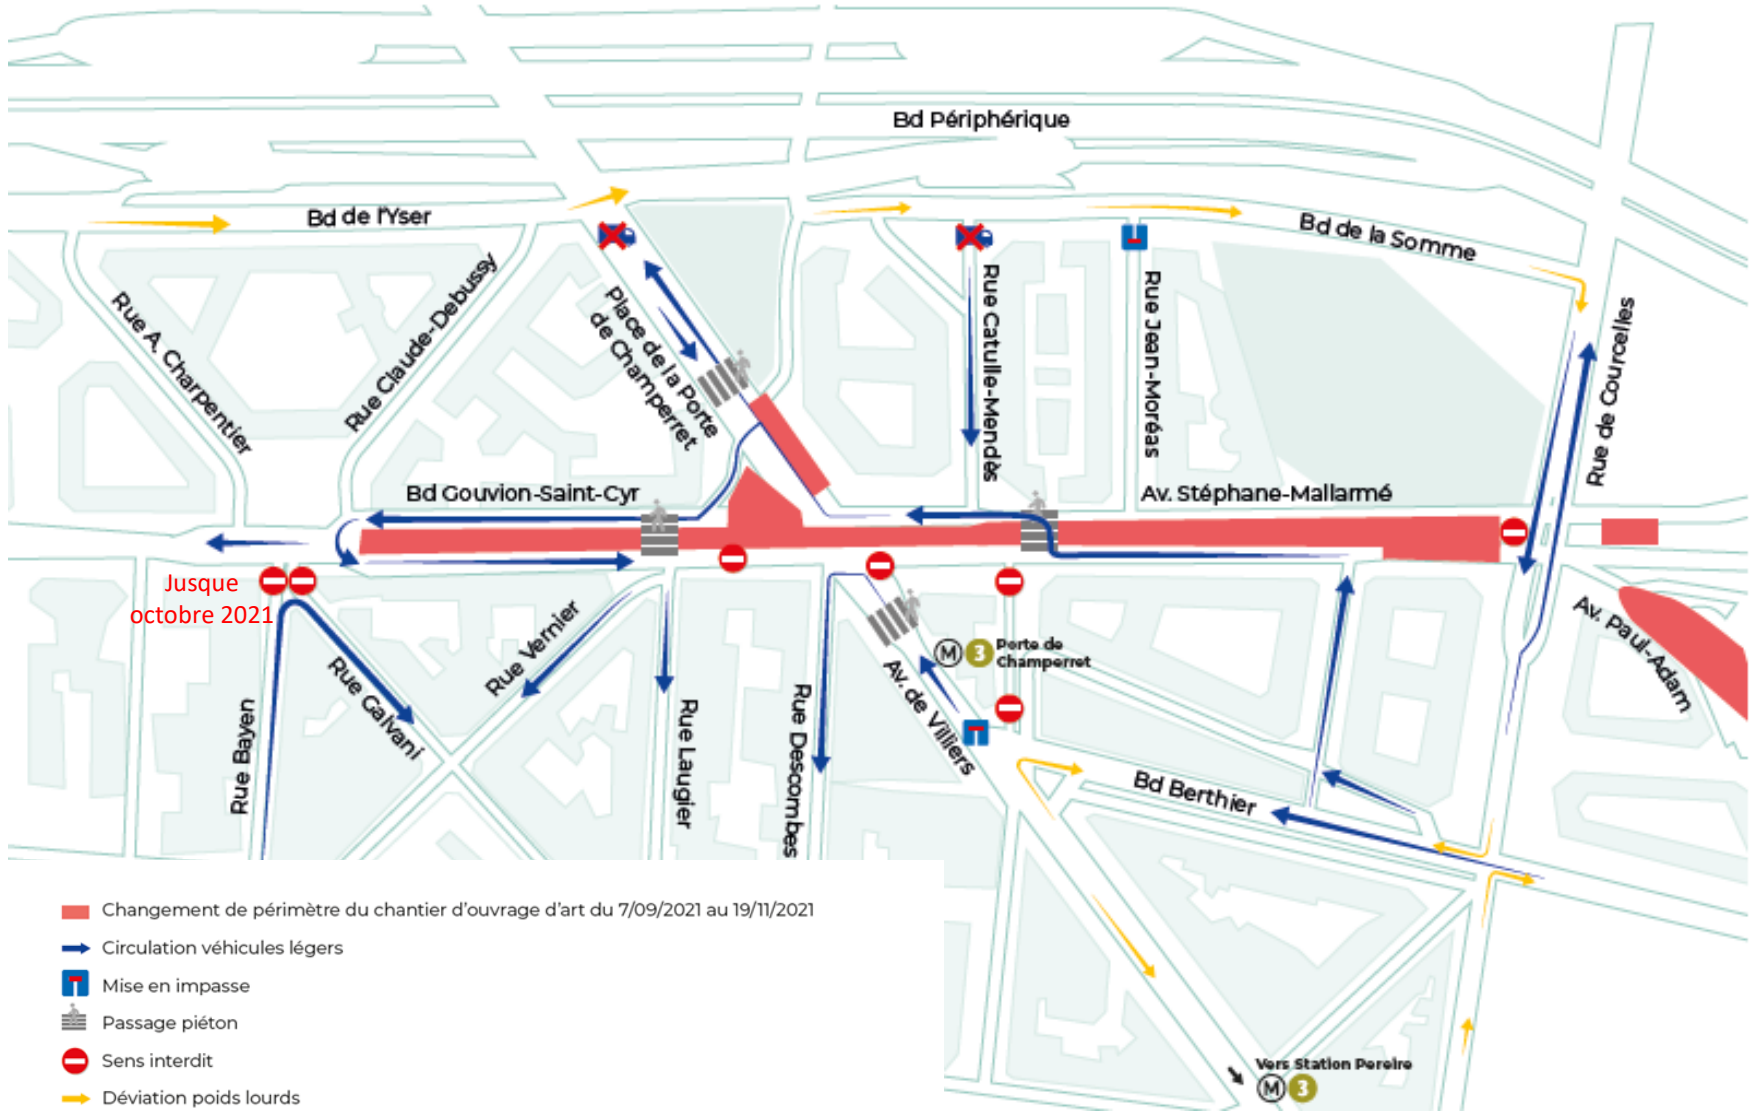 Bd Périphérique
Bd de l'Yser
Bd de la Somme
Rue A. Charpentier
Rue Claude-Debussy
Place de la Porte
de Champerret
Rue Catulle-Mendès
Rue Jean-Moréas
Rue de Courcelles
Bd Gouvion-Saint-Cyr
Av. Stéphane-Mallarmé
Jusque
octobre 2021
Rue Bayen
Rue Galvani
Rue Vernier
Rue Laugier
Rue Descombes
Av. de Villiers
M 3 Porte de
Champerret
Bd Berthier
Av. Paul-Adam
Vers Station Pereire
M 3
Changement de périmètre du chantier d'ouvrage d'art du 7/09/2021 au 19/11/2021
Circulation véhicules légers
Mise en impasse
Passage piéton
Sens interdit
Déviation poids lourds